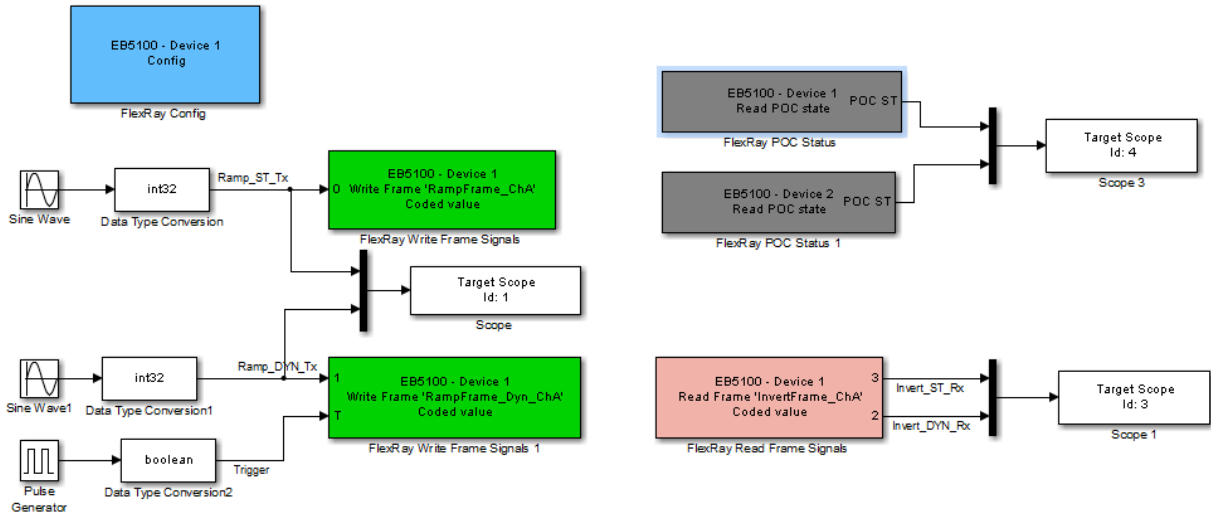 EB5100 - Device 1
Config
FlexRay Config
Sine Wave
int32
Data Type Conversion
Ramp_ST_Tx
0
EB5100 - Device 1
Write Frame 'RampFrame_ChA'
Coded value
FlexRay Write Frame Signals
Target Scope
Id: 1
Scope
Sine Wave1
int32
Data Type Conversion1
Ramp_DYN_Tx
1
T
EB5100 - Device 1
Write Frame 'RampFrame_Dyn_ChA'
Coded value
FlexRay Write Frame Signals 1
Pulse
Generator
boolean
Data Type Conversion2
Trigger
EB5100 - Device 1
Read POC state
POC ST
FlexRay POC Status
EB5100 - Device 2
Read POC state
POC ST
FlexRay POC Status 1
Target Scope
Id: 4
Scope 3
EB5100 - Device 1
Read Frame 'InvertFrame_ChA'
Coded value
3
2
FlexRay Read Frame Signals
Invert_ST_Rx
Invert_DYN_Rx
Target Scope
Id: 3
Scope 1